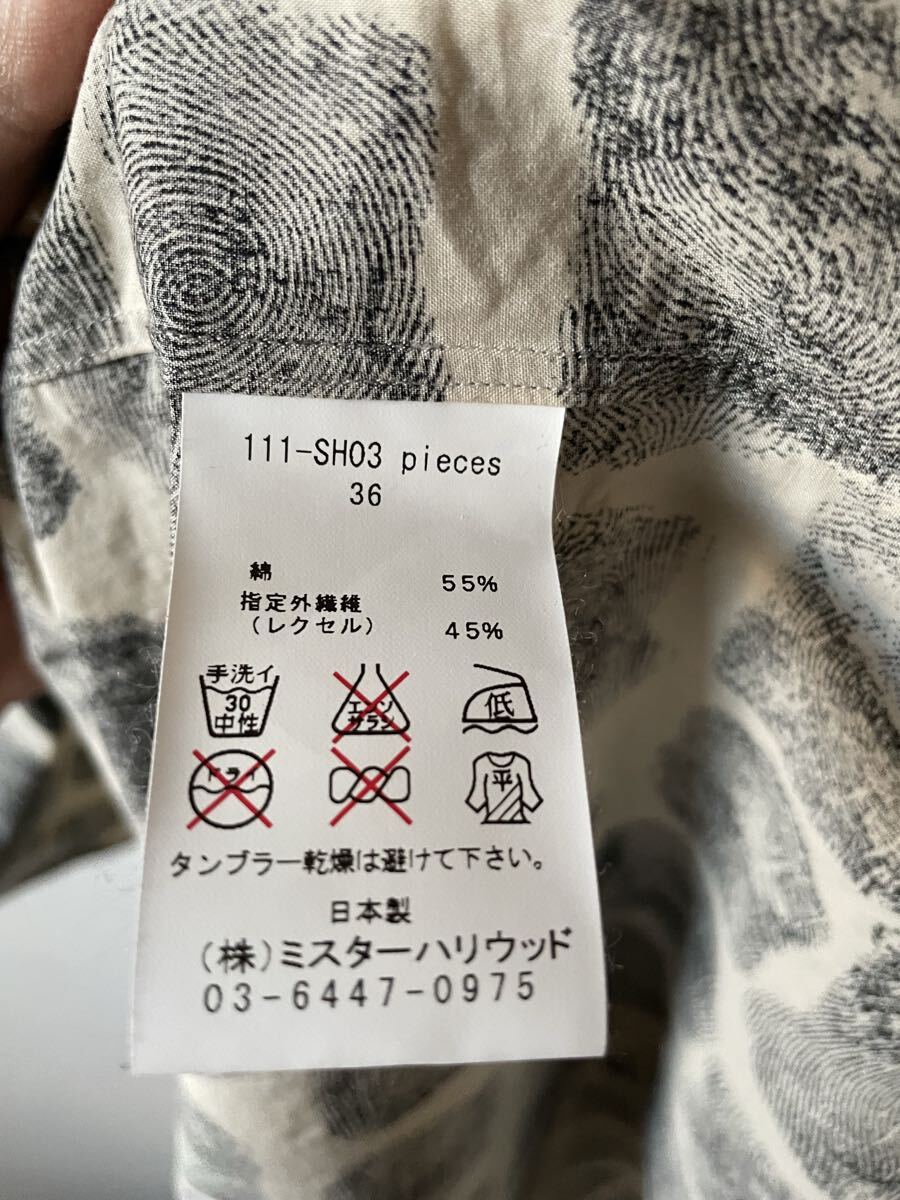 111-SH03 pieces
36
綿 55%
指定外繊維
(レクセル) 45%
手洗イ
30
中性
エンソ
サラシ
低
ドライ
平
タンブラー乾燥は避けて下さい。
日本製
(株)ミスターハリウッド
03-6447-0975